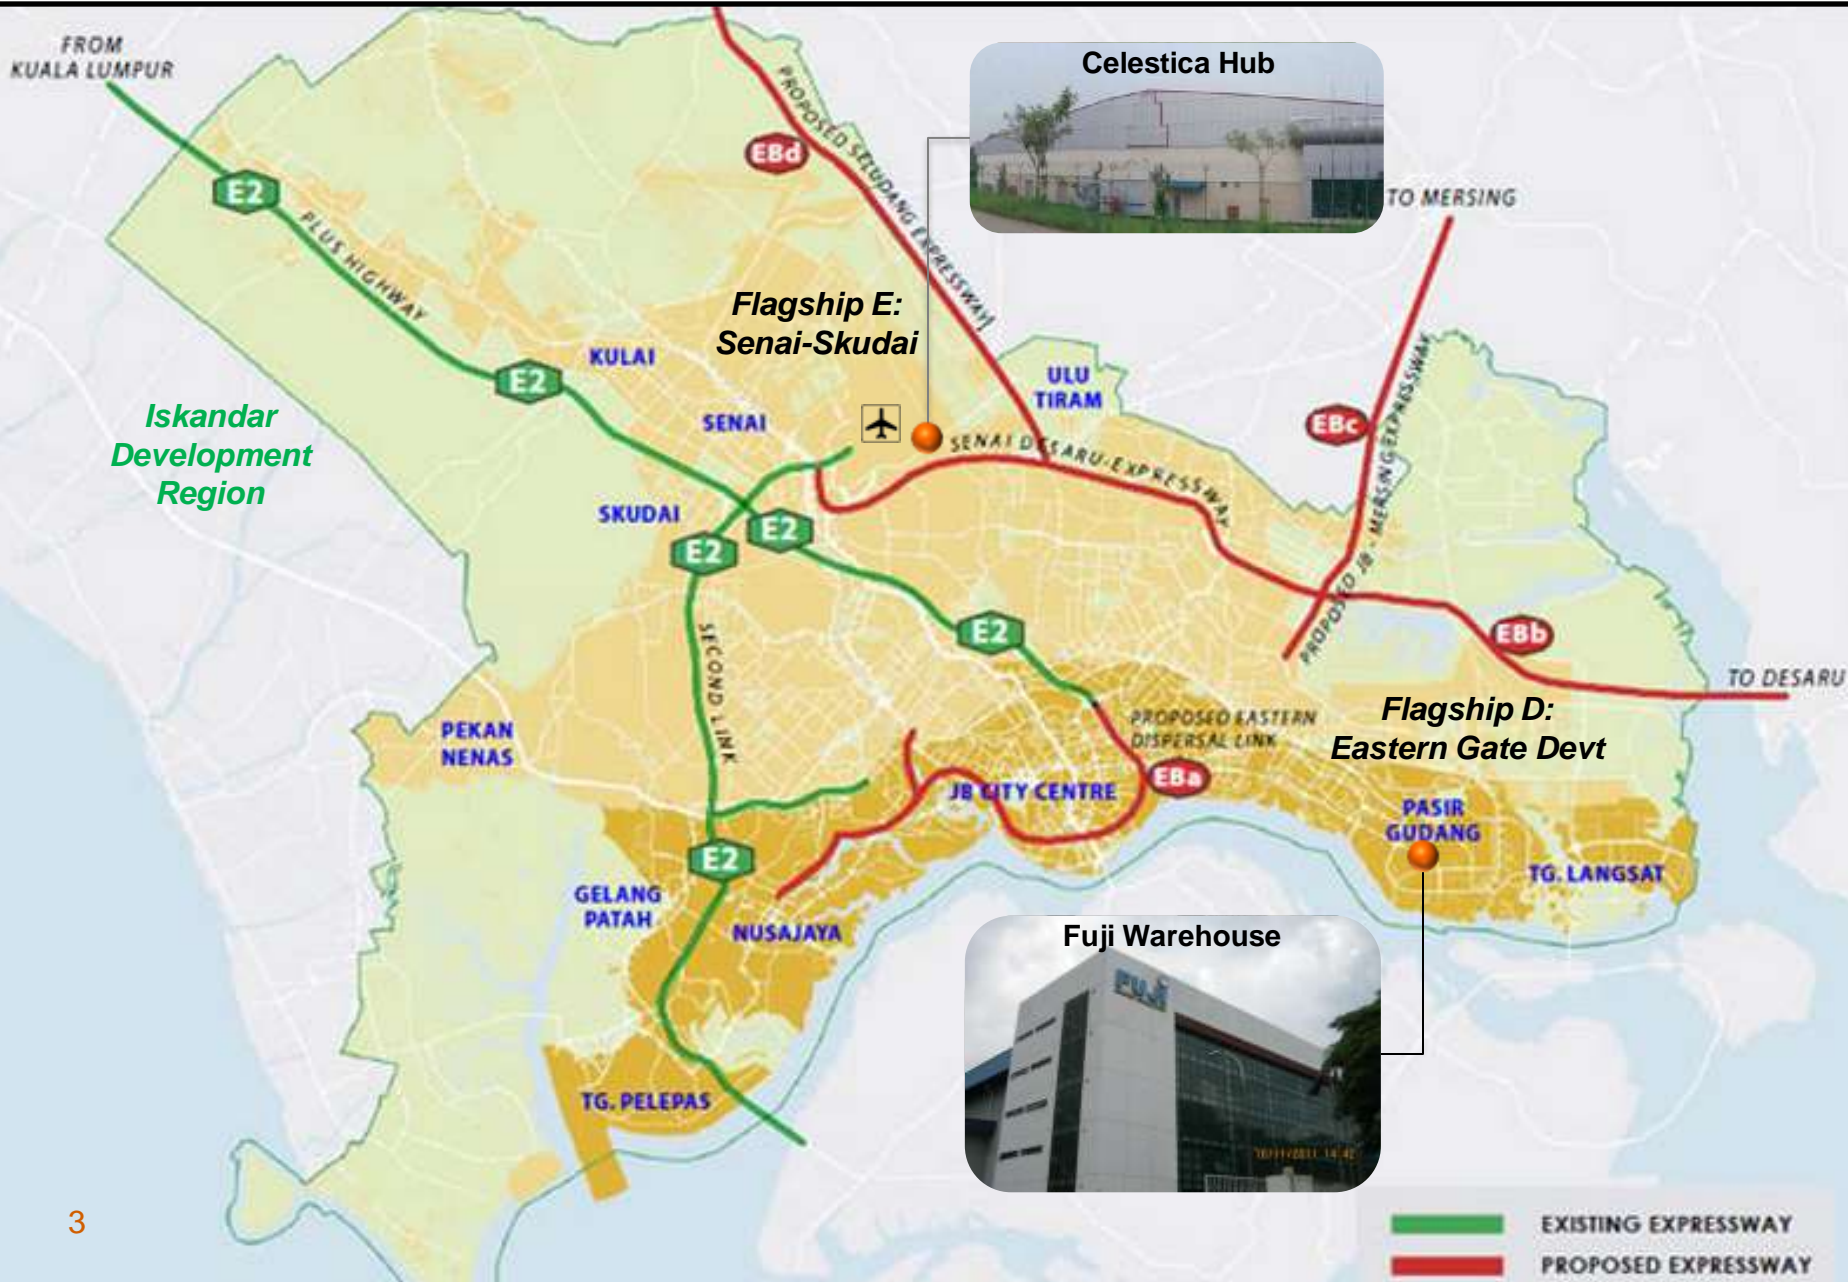 FROM
KUALA LUMPUR
Celestica Hub
PROPOSED SELUDANG EXPRESSWAY
EBd
E2
TO MERSING
PLUS HIGHWAY
Flagship E:
Senai-Skudai
KULAI
ULU
TIRAM
E2
Iskandar
Development
Region
SENAI
EBc
SENAI DESARU-EXPRESSWAY
PROPOSED JB - MERSING EXPRESSWAY
SKUDAI
E2
E2
SECOND LINK
E2
EBb
TO DESARU
PEKAN
NENAS
PROPOSED EASTERN
DISPERSAL LINK
Flagship D:
Eastern Gate Devt
EBa
JB CITY CENTRE
PASIR
GUDANG
E2
TG. LANGSAT
GELANG
PATAH
NUSAJAYA
Fuji Warehouse
FUJI
TG. PELEPAS
3
EXISTING EXPRESSWAY
PROPOSED EXPRESSWAY